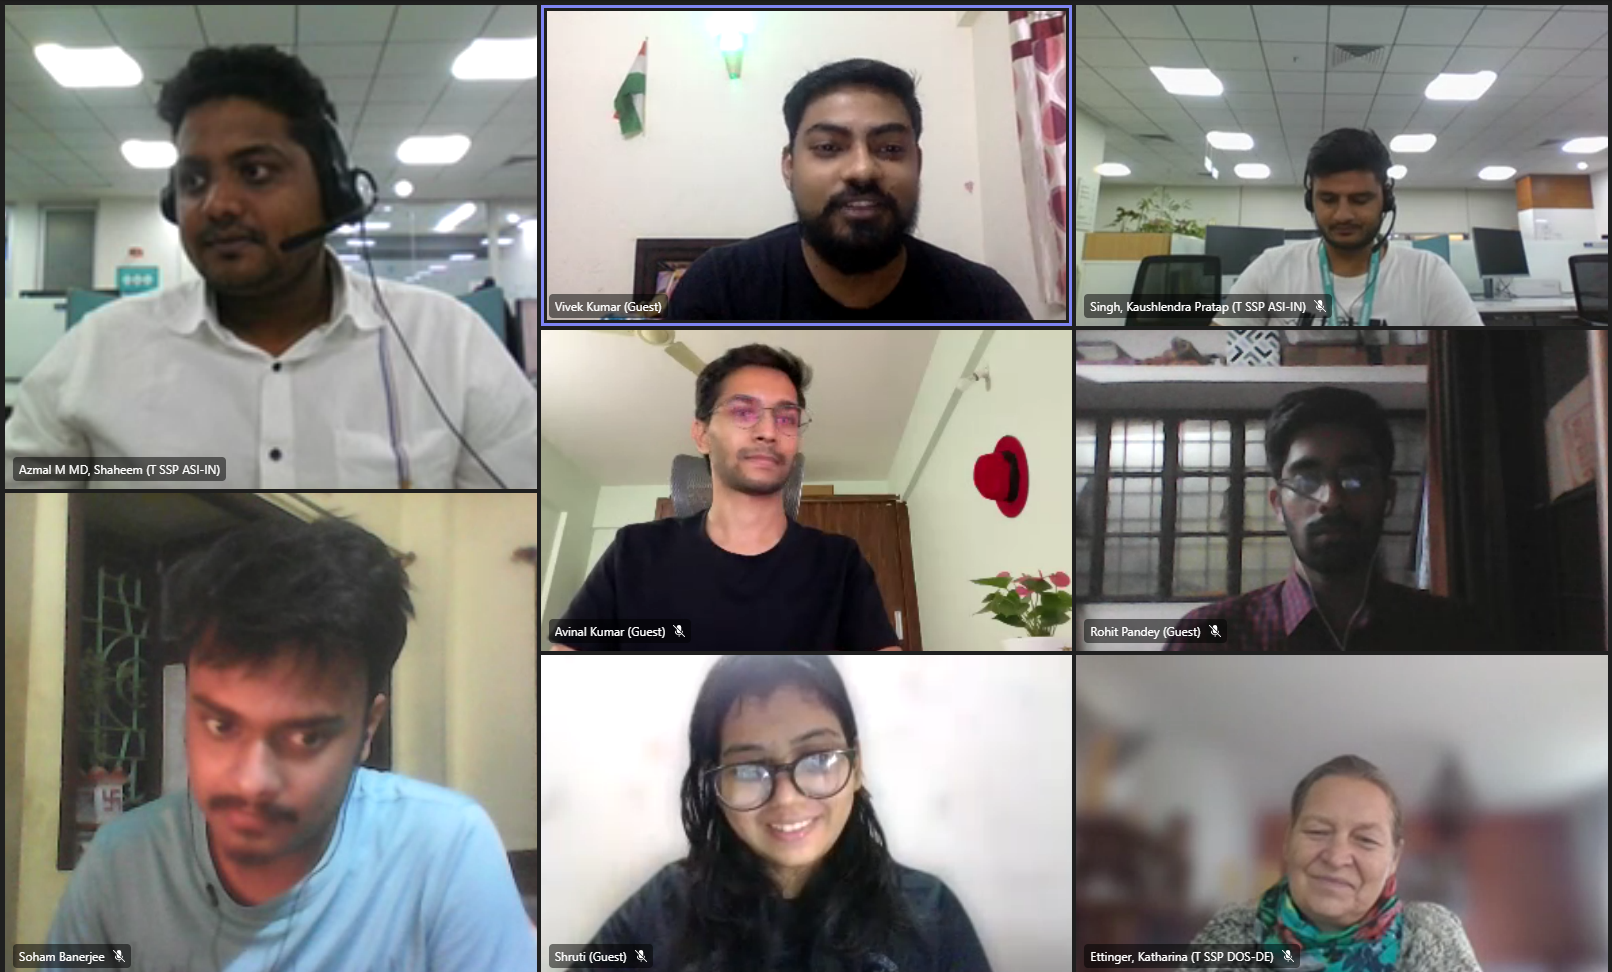 Azmal M MD, Shaheem (T SSP ASI-IN)
Vivek Kumar (Guest)
Singh, Kaushlendra Pratap (T SSP ASI-IN)
Avinal Kumar (Guest)
Rohit Pandey (Guest)
Soham Banerjee
Shruti (Guest)
Ettinger, Katharina (T SSP DOS-DE)